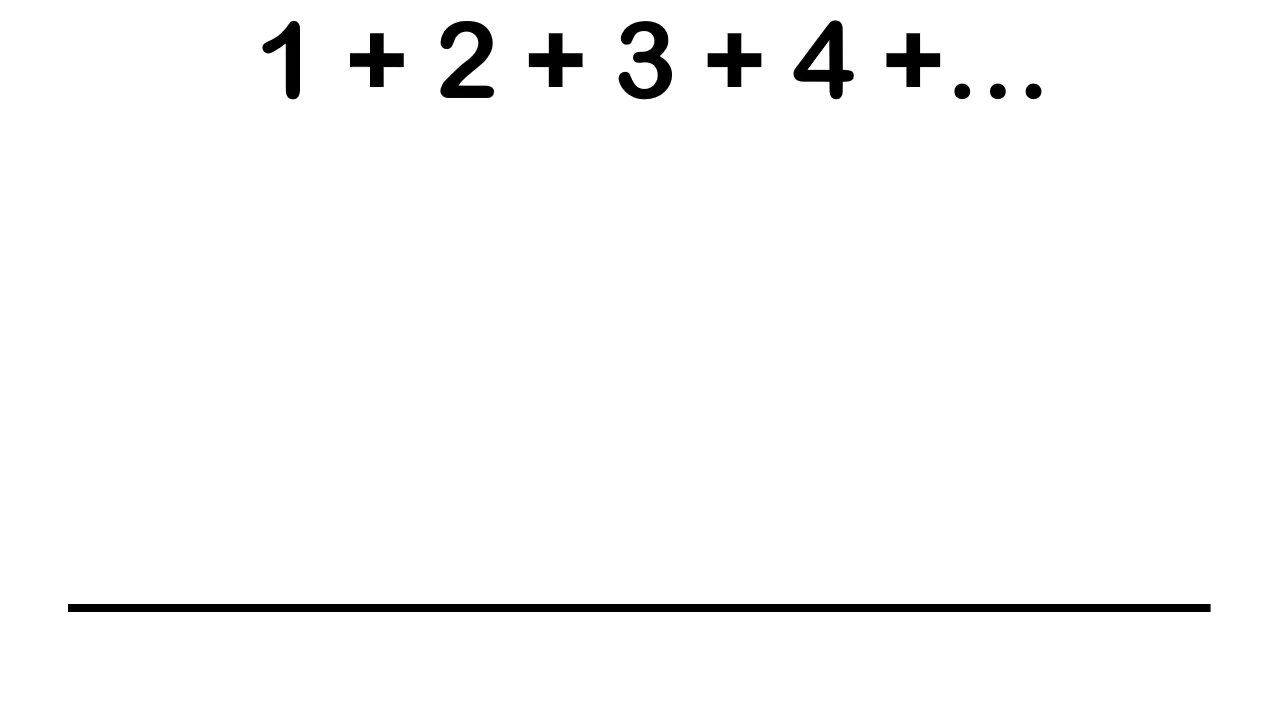 1 + 2 + 3 + 4 +...